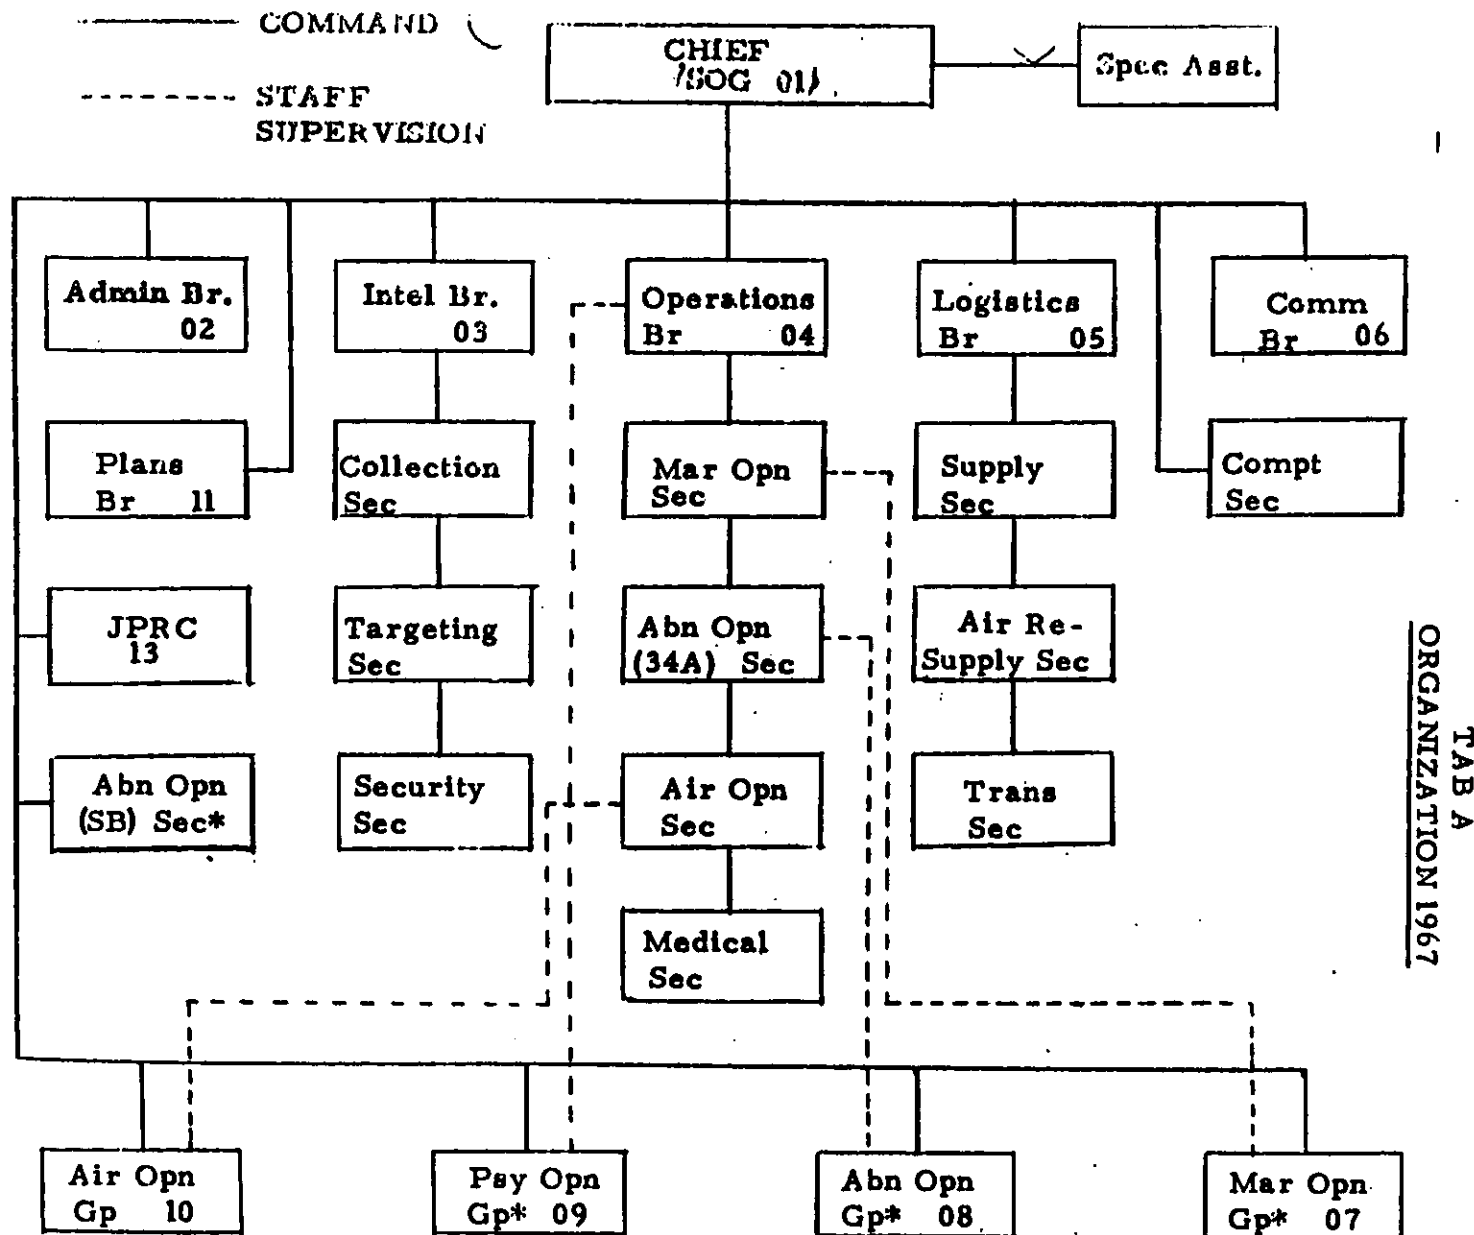 COMMAND
STAFF
SUPERVISION
CHIEF
(SOG 01)
Spec Asst.
Admin Br.
02
Intel Br.
03
Operations
Br 04
Logistics
Br 05
Comm
Br 06
Plans
Br 11
Collection
Sec
Mar Opn
Sec
Supply
Sec
Compt
Sec
JPRC
13
Targeting
Sec
Abn Opn
(34A) Sec
Air Re-
Supply Sec
Abn Opn
(SB) Sec*
Security
Sec
Air Opn
Sec
Trans
Sec
Medical
Sec
Air Opn
Gp 10
Psy Opn
Gp* 09
Abn Opn
Gp* 08
Mar Opn
Gp* 07
TAB A
ORGANIZATION 1967